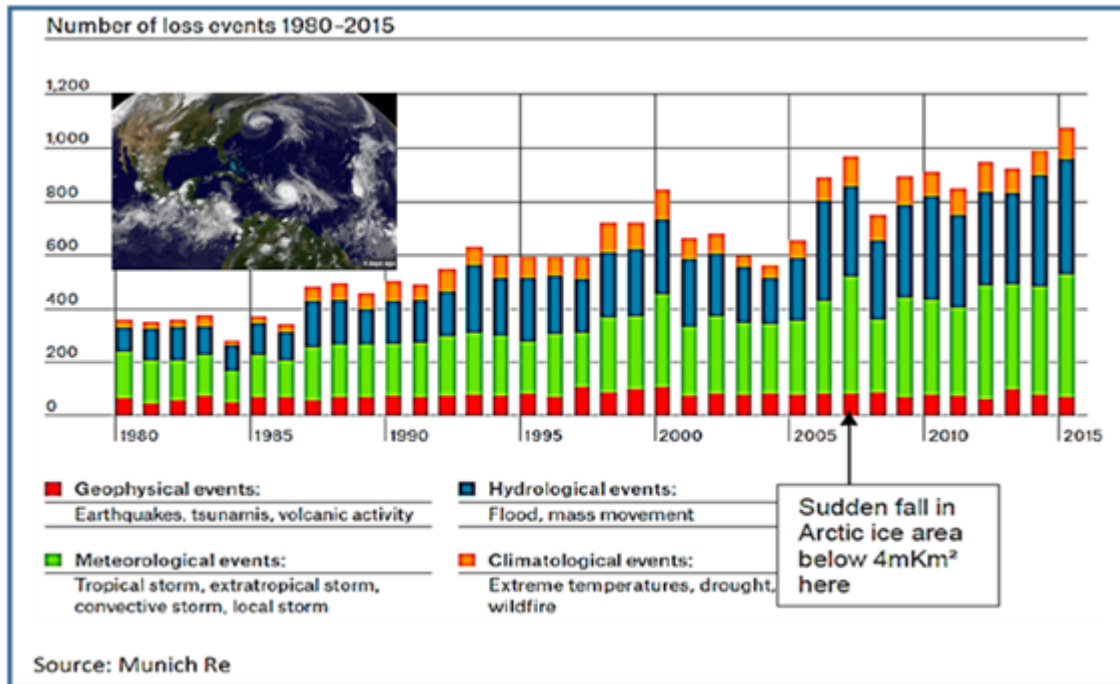 Number of loss events 1980–2015
1,200
1,000
800
600
400
200
0
1980
1985
1990
1995
2000
2005
2010
2015
Geophysical events:
Earthquakes, tsunamis, volcanic activity
Meteorological events:
Tropical storm, extratropical storm,
convective storm, local storm
Hydrological events:
Flood, mass movement
Climatological events:
Extreme temperatures, drought,
wildfire
Sudden fall in
Arctic ice area
below 4mKm²
here
Source: Munich Re